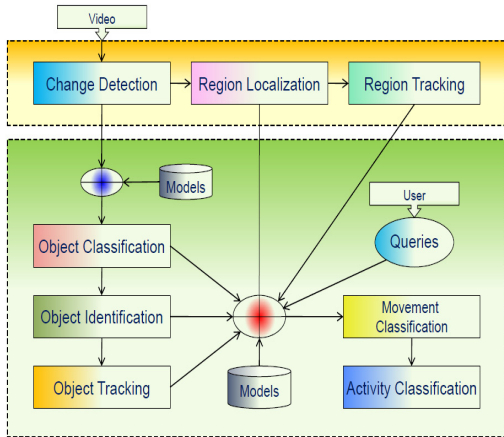 Video
Change Detection
Region Localization
Region Tracking
Models
User
Queries
Object Classification
Object Identification
Movement
Classification
Object Tracking
Models
Activity Classification